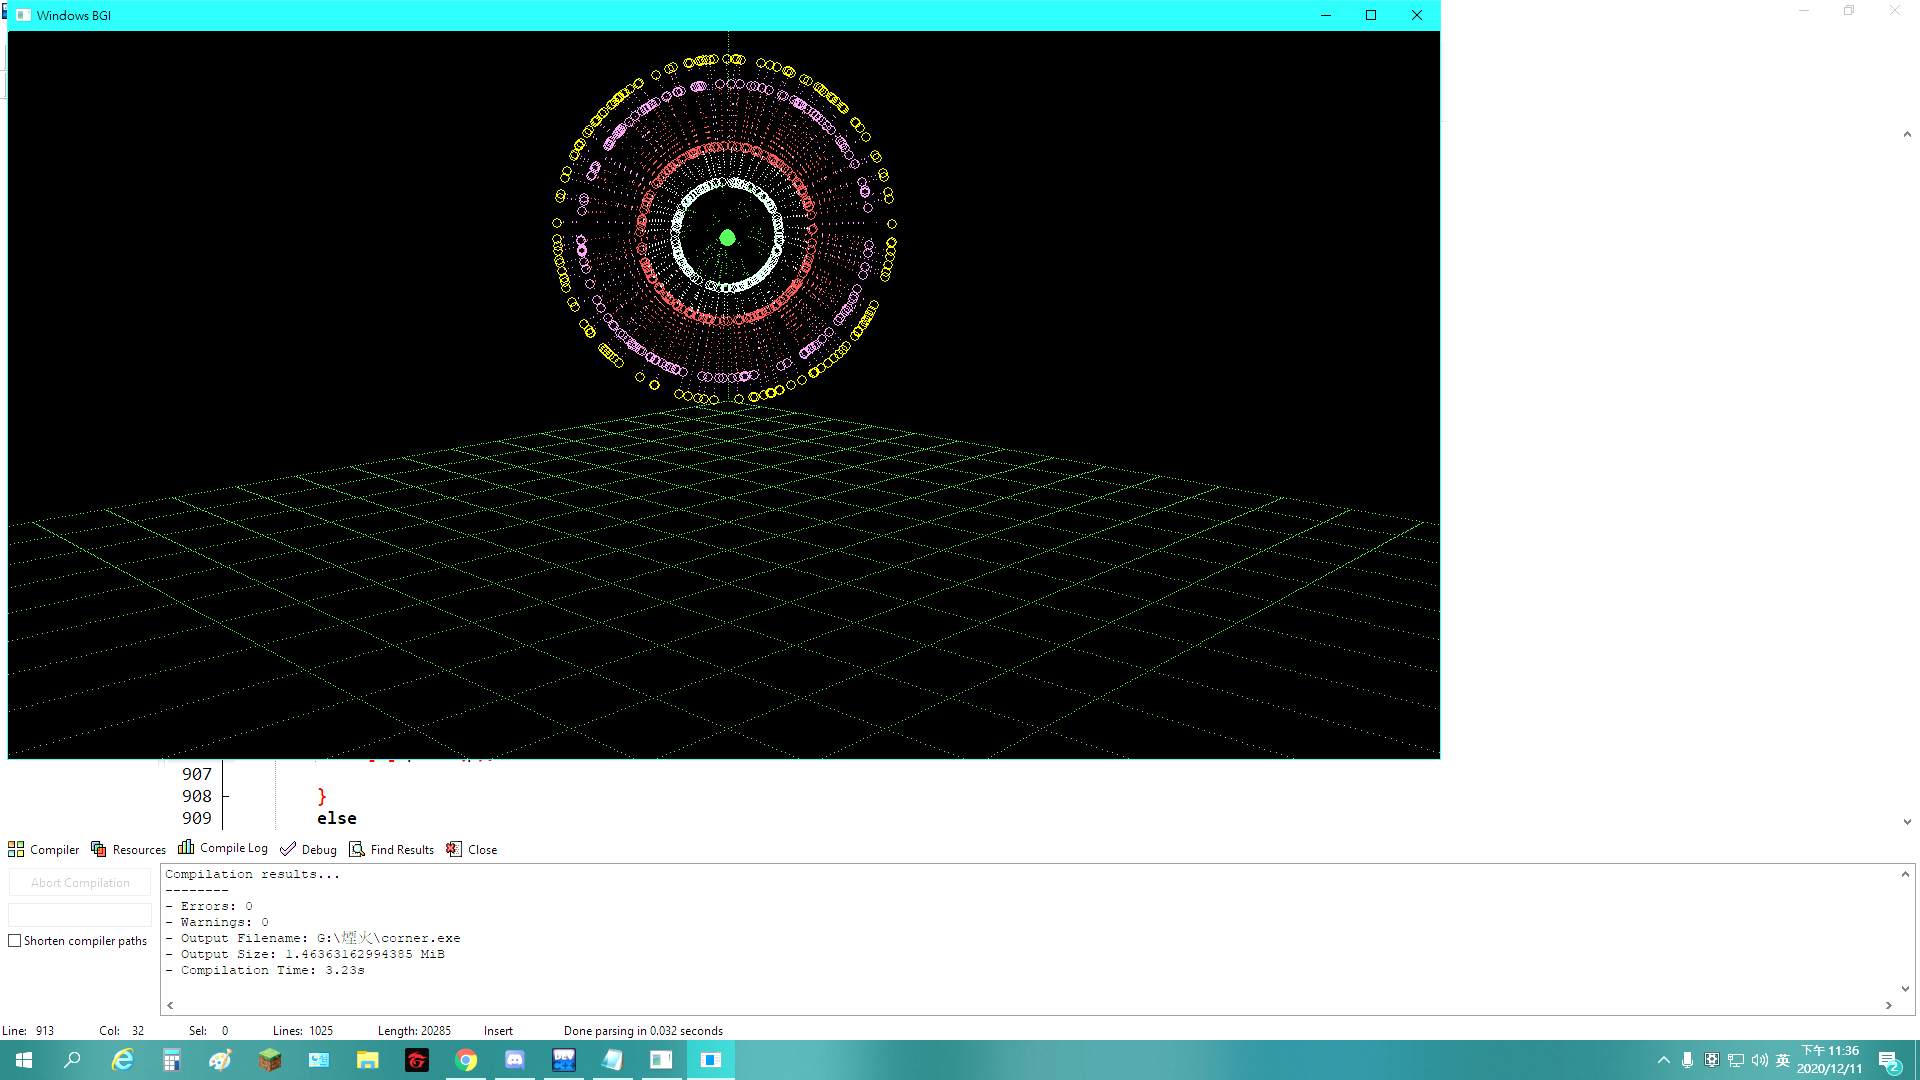 Windows BGI
907
908 }
909 else
Compiler Resources Compile Log Debug Find Results Close
Abort Compilation
Shorten compiler paths
Compilation results...
--------
- Errors: 0
- Warnings: 0
- Output Filename: G:\煙火\corner.exe
- Output Size: 1.46363162994385 MiB
- Compilation Time: 3.23s
Line: 913 Col: 32 Sel: 0 Lines: 1025 Length: 20285 Insert Done parsing in 0.032 seconds
DEV
英
下午 11:36
2020/12/11
2